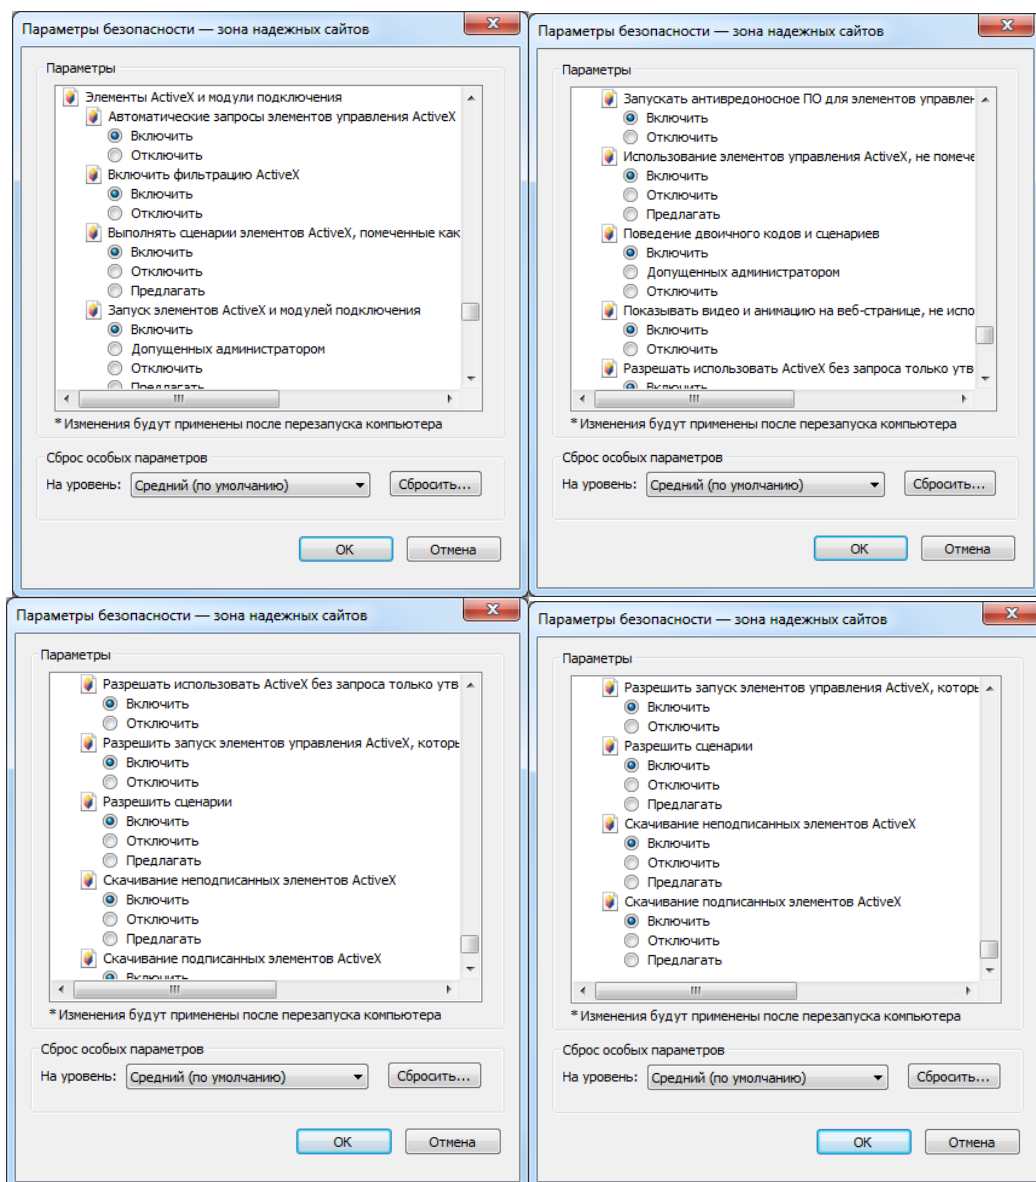 Параметры безопасности — зона надежных сайтов
Параметры
Элементы ActiveX и модули подключения
Автоматические запросы элементов управления ActiveX
Включить
Отключить
Включить фильтрацию ActiveX
Включить
Отключить
Выполнять сценарии элементов ActiveX, помеченные как
Включить
Отключить
Предлагать
Запуск элементов ActiveX и модулей подключения
Включить
Допущенных администратором
Отключить
Предлагать
* Изменения будут применены после перезапуска компьютера
Сброс особых параметров
На уровень: Средний (по умолчанию) Сбросить...
ОК Отмена
Параметры безопасности — зона надежных сайтов
Параметры
Запускать антивредоносное ПО для элементов управлен
Включить
Отключить
Использование элементов управления ActiveX, не помече
Включить
Отключить
Предлагать
Поведение двоичного кодов и сценариев
Включить
Допущенных администратором
Отключить
Показывать видео и анимацию на веб-странице, не испо
Включить
Отключить
Разрешать использовать ActiveX без запроса только утв
Включить
* Изменения будут применены после перезапуска компьютера
Сброс особых параметров
На уровень: Средний (по умолчанию) Сбросить...
ОК Отмена
Параметры безопасности — зона надежных сайтов
Параметры
Разрешать использовать ActiveX без запроса только утв
Включить
Отключить
Разрешить запуск элементов управления ActiveX, которь
Включить
Отключить
Разрешить сценарии
Включить
Отключить
Предлагать
Скачивание неподписанных элементов ActiveX
Включить
Отключить
Предлагать
Скачивание подписанных элементов ActiveX
Включить
* Изменения будут применены после перезапуска компьютера
Сброс особых параметров
На уровень: Средний (по умолчанию) Сбросить...
ОК Отмена
Параметры безопасности — зона надежных сайтов
Параметры
Разрешить запуск элементов управления ActiveX, которь
Включить
Отключить
Разрешить сценарии
Включить
Отключить
Предлагать
Скачивание неподписанных элементов ActiveX
Включить
Отключить
Предлагать
Скачивание подписанных элементов ActiveX
Включить
Отключить
Предлагать
* Изменения будут применены после перезапуска компьютера
Сброс особых параметров
На уровень: Средний (по умолчанию) Сбросить...
ОК Отмена